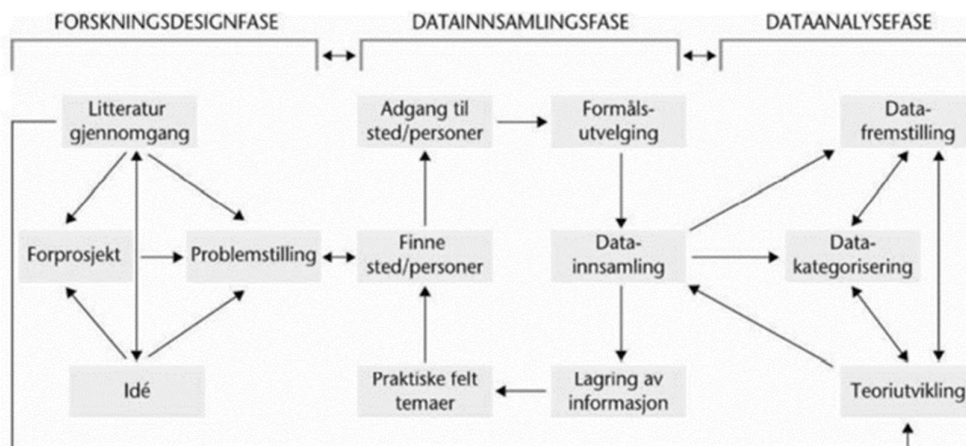 FORSKNINGSDESIGNFASE
DATAINNSAMLINGSFASE
DATAANALYSEFASE
Litteratur
gjennomgang
Adgang til
sted/personer
Formåls-
utvelging
Data-
fremstilling
Forprosjekt
Problemstilling
Finne
sted/personer
Data-
innsamling
Data-
kategorisering
Idé
Praktiske felt
temaer
Lagring av
informasjon
Teoriutvikling